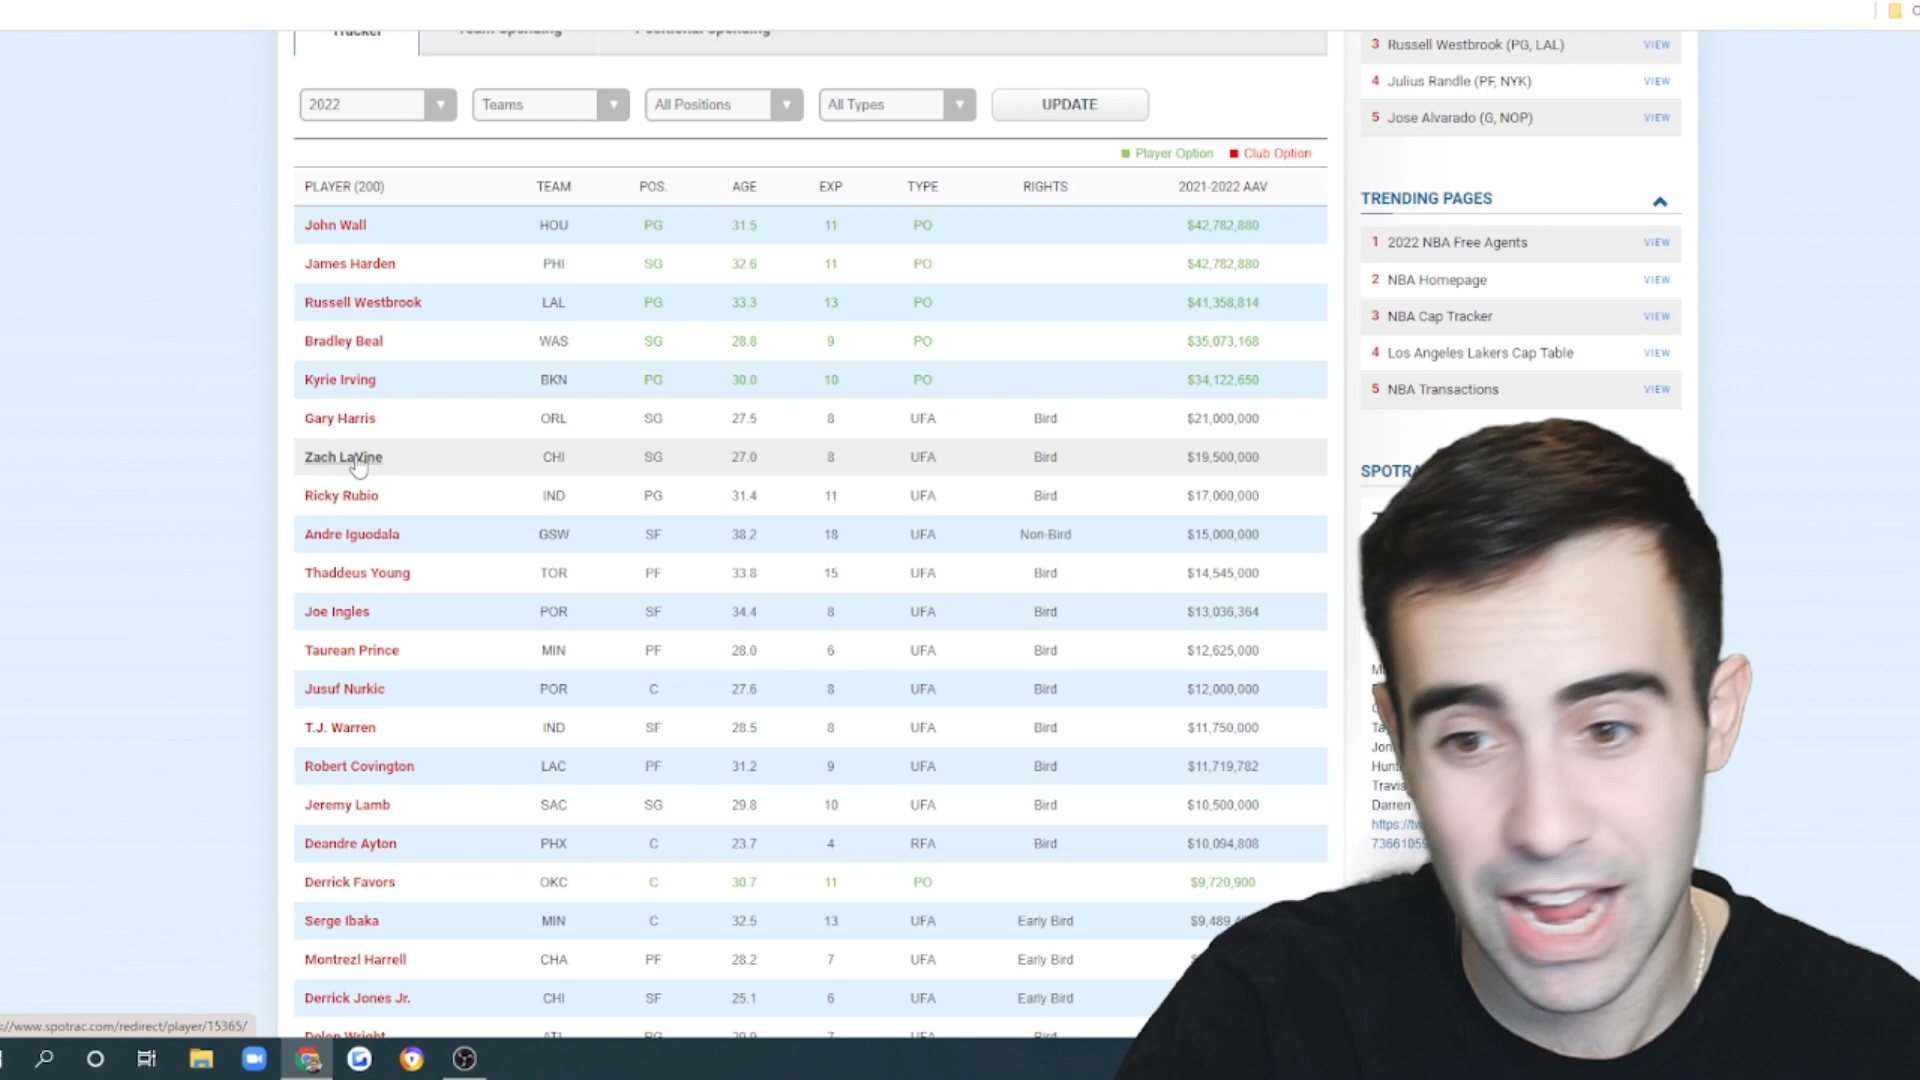 3 Russell Westbrook (PG, LAL) VIEW
4 Julius Randle (PF, NYK) VIEW
2022 Teams All Positions All Types UPDATE
5 Jose Alvarado (G, NOP) VIEW
Player Option Club Option
PLAYER (200) TEAM POS. AGE EXP TYPE RIGHTS 2021-2022 AAV
John Wall HOU PG 31.5 11 PO $42,782,880
James Harden PHI SG 32.6 11 PO $42,782,880
Russell Westbrook LAL PG 33.3 13 PO $41,358,814
Bradley Beal WAS SG 28.8 9 PO $35,073,168
Kyrie Irving BKN PG 30.0 10 PO $34,122,650
Gary Harris ORL SG 27.5 8 UFA Bird $21,000,000
Zach LaVine CHI SG 27.0 8 UFA Bird $19,500,000
Ricky Rubio IND PG 31.4 11 UFA Bird $17,000,000
Andre Iguodala GSW SF 38.2 18 UFA Non-Bird $15,000,000
Thaddeus Young TOR PF 33.8 15 UFA Bird $14,545,000
Joe Ingles POR SF 34.4 8 UFA Bird $13,036,364
Taurean Prince MIN PF 28.0 6 UFA Bird $12,625,000
Jusuf Nurkic POR C 27.6 8 UFA Bird $12,000,000
T.J. Warren IND SF 28.5 8 UFA Bird $11,750,000
Robert Covington LAC PF 31.2 9 UFA Bird $11,719,782
Jeremy Lamb SAC SG 29.8 10 UFA Bird $10,500,000
Deandre Ayton PHX C 23.7 4 RFA Bird $10,094,808
Derrick Favors OKC C 30.7 11 PO $9,720,900
Serge Ibaka MIN C 32.5 13 UFA Early Bird $9,489,
Montrezl Harrell CHA PF 28.2 7 UFA Early Bird
Derrick Jones Jr. CHI SF 25.1 6 UFA Early Bird
TRENDING PAGES
1 2022 NBA Free Agents VIEW
2 NBA Homepage VIEW
3 NBA Cap Tracker VIEW
4 Los Angeles Lakers Cap Table VIEW
5 NBA Transactions VIEW
SPOTRA
Jon
Hunt
Travis
Darren
https://tw
73661059
://www.spotrac.com/redirect/player/15365/